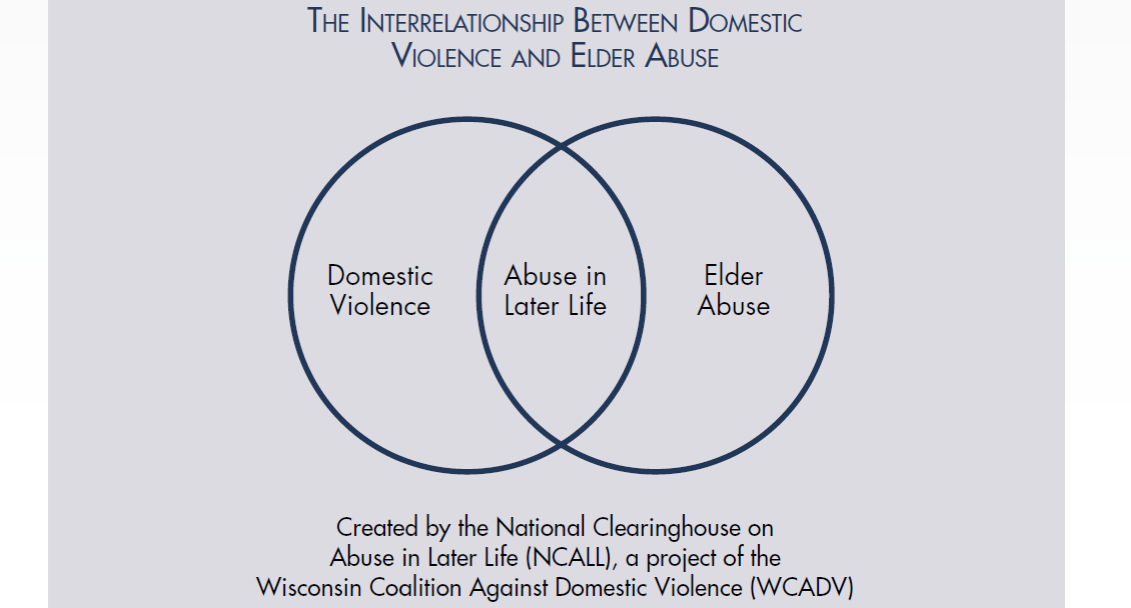 The Interrelationship Between Domestic
Violence and Elder Abuse
Domestic
Violence
Abuse in
Later Life
Elder
Abuse
Created by the National Clearinghouse on
Abuse in Later Life (NCALL), a project of the
Wisconsin Coalition Against Domestic Violence (WCADV)